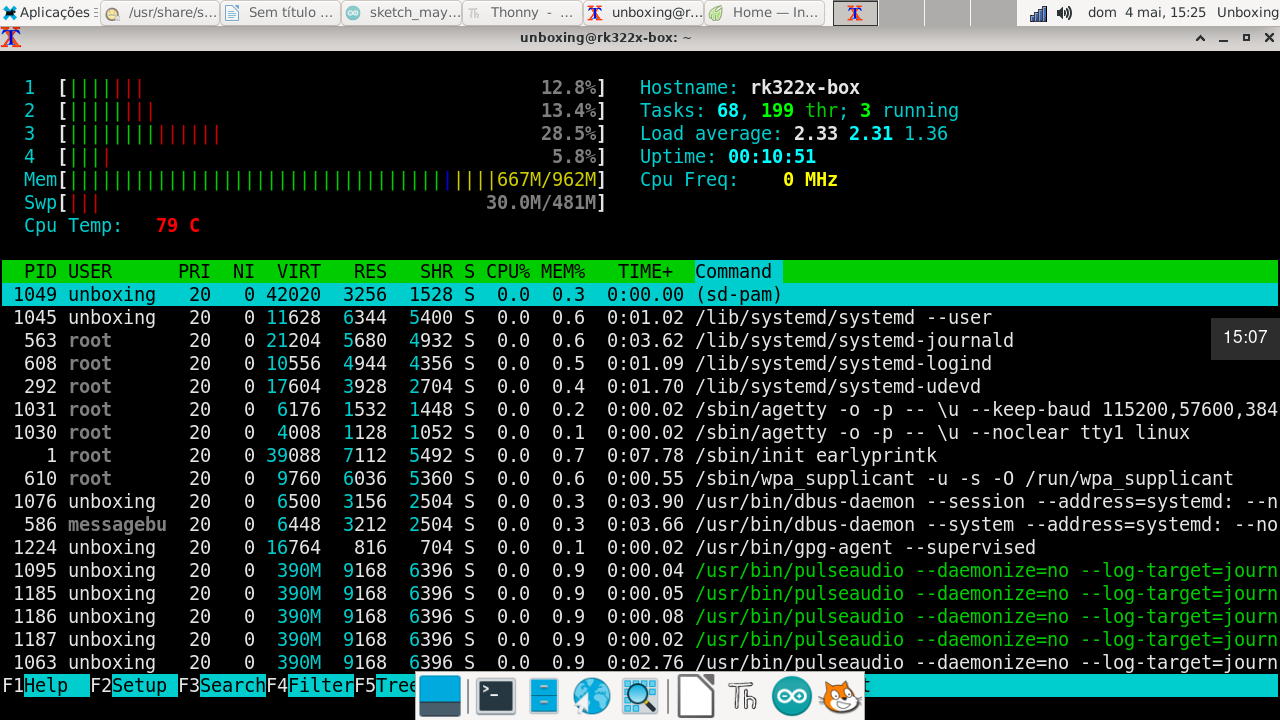 Aplicações /usr/share/s... Sem título ... sketch_may... Thonny - ... unboxing@r... Home — In... dom 4 mai, 15:25 Unboxing
unboxing@rk322x-box: ~
1 [||||||| 12.8%] Hostname: rk322x-box
2 [|||||||| 13.4%] Tasks: 68, 199 thr; 3 running
3 [|||||||||||||| 28.5%] Load average: 2.33 2.31 1.36
4 [|||| 5.8%] Uptime: 00:10:51
Mem[|||||||||||||||||||||||||||||||||||||||667M/962M] Cpu Freq: 0 MHz
Swp[||| 30.0M/481M]
Cpu Temp: 79 C
PID USER PRI NI VIRT RES SHR S CPU% MEM% TIME+ Command
1049 unboxing 20 0 42020 3256 1528 S 0.0 0.3 0:00.00 (sd-pam)
1045 unboxing 20 0 11628 6344 5400 S 0.0 0.6 0:01.02 /lib/systemd/systemd --user
563 root 20 0 21204 5680 4932 S 0.0 0.6 0:03.62 /lib/systemd/systemd-journald
15:07
608 root 20 0 10556 4944 4356 S 0.0 0.5 0:01.09 /lib/systemd/systemd-logind
292 root 20 0 17604 3928 2704 S 0.0 0.4 0:01.70 /lib/systemd/systemd-udevd
1031 root 20 0 6176 1532 1448 S 0.0 0.2 0:00.02 /sbin/agetty -o -p -- \u --keep-baud 115200,57600,384
1030 root 20 0 4008 1128 1052 S 0.0 0.1 0:00.02 /sbin/agetty -o -p -- \u --noclear tty1 linux
1 root 20 0 39088 7112 5492 S 0.0 0.7 0:07.78 /sbin/init earlyprintk
610 root 20 0 9760 6036 5360 S 0.0 0.6 0:00.55 /sbin/wpa_supplicant -u -s -O /run/wpa_supplicant
1076 unboxing 20 0 6500 3156 2504 S 0.0 0.3 0:03.90 /usr/bin/dbus-daemon --session --address=systemd: --n
586 messagebu 20 0 6448 3212 2504 S 0.0 0.3 0:03.66 /usr/bin/dbus-daemon --system --address=systemd: --no
1224 unboxing 20 0 16764 816 704 S 0.0 0.1 0:00.02 /usr/bin/gpg-agent --supervised
1095 unboxing 20 0 390M 9168 6396 S 0.0 0.9 0:00.04 /usr/bin/pulseaudio --daemonize=no --log-target=journ
1185 unboxing 20 0 390M 9168 6396 S 0.0 0.9 0:00.05 /usr/bin/pulseaudio --daemonize=no --log-target=journ
1186 unboxing 20 0 390M 9168 6396 S 0.0 0.9 0:00.08 /usr/bin/pulseaudio --daemonize=no --log-target=journ
1187 unboxing 20 0 390M 9168 6396 S 0.0 0.9 0:00.02 /usr/bin/pulseaudio --daemonize=no --log-target=journ
1063 unboxing 20 0 390M 9168 6396 S 0.0 0.9 0:02.76 /usr/bin/pulseaudio --daemonize=no --log-target=journ
F1Help F2Setup F3SearchF4FilterF5Tree
Th